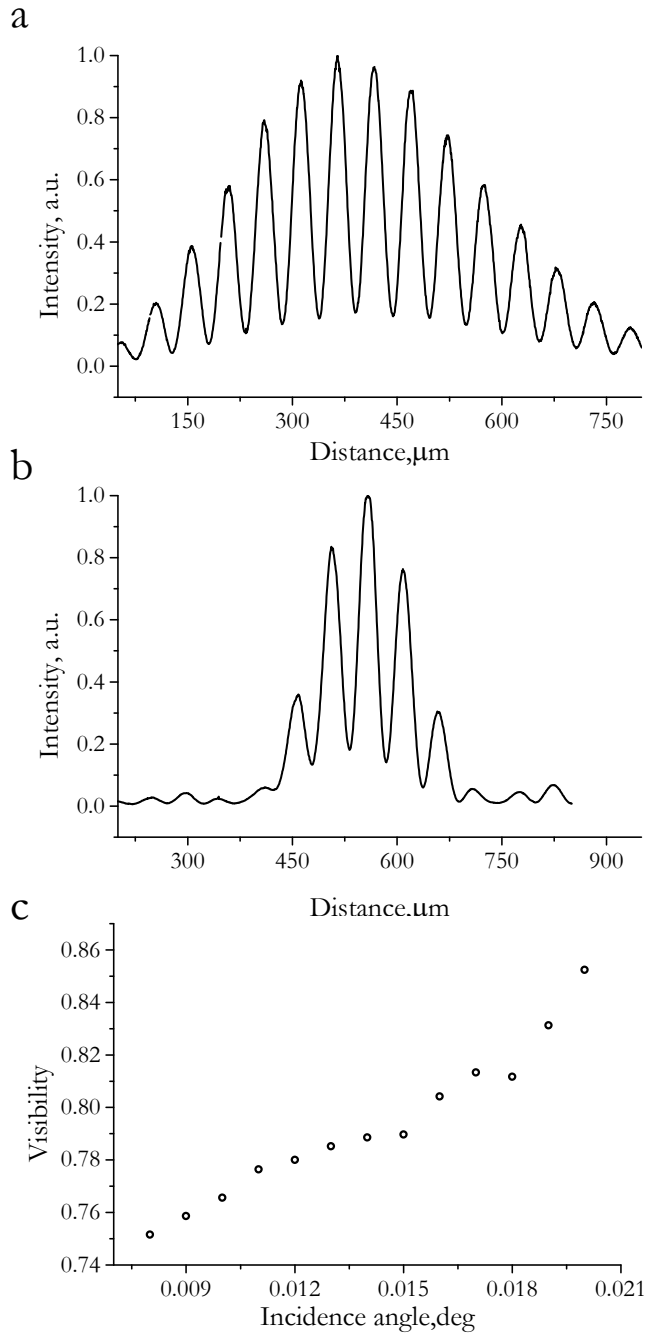 a
1.0
0.8
0.6
0.4
0.2
0.0
Intensity, a.u.
150 300 450 600 750
Distance,μm
b
1.0
0.8
0.6
0.4
0.2
0.0
Intensity, a.u.
300 450 600 750 900
Distance.μm
c
0.86
0.84
0.82
0.80
0.78
0.76
0.74
Visibility
0.009 0.012 0.015 0.018 0.021
Incidence angle,deg